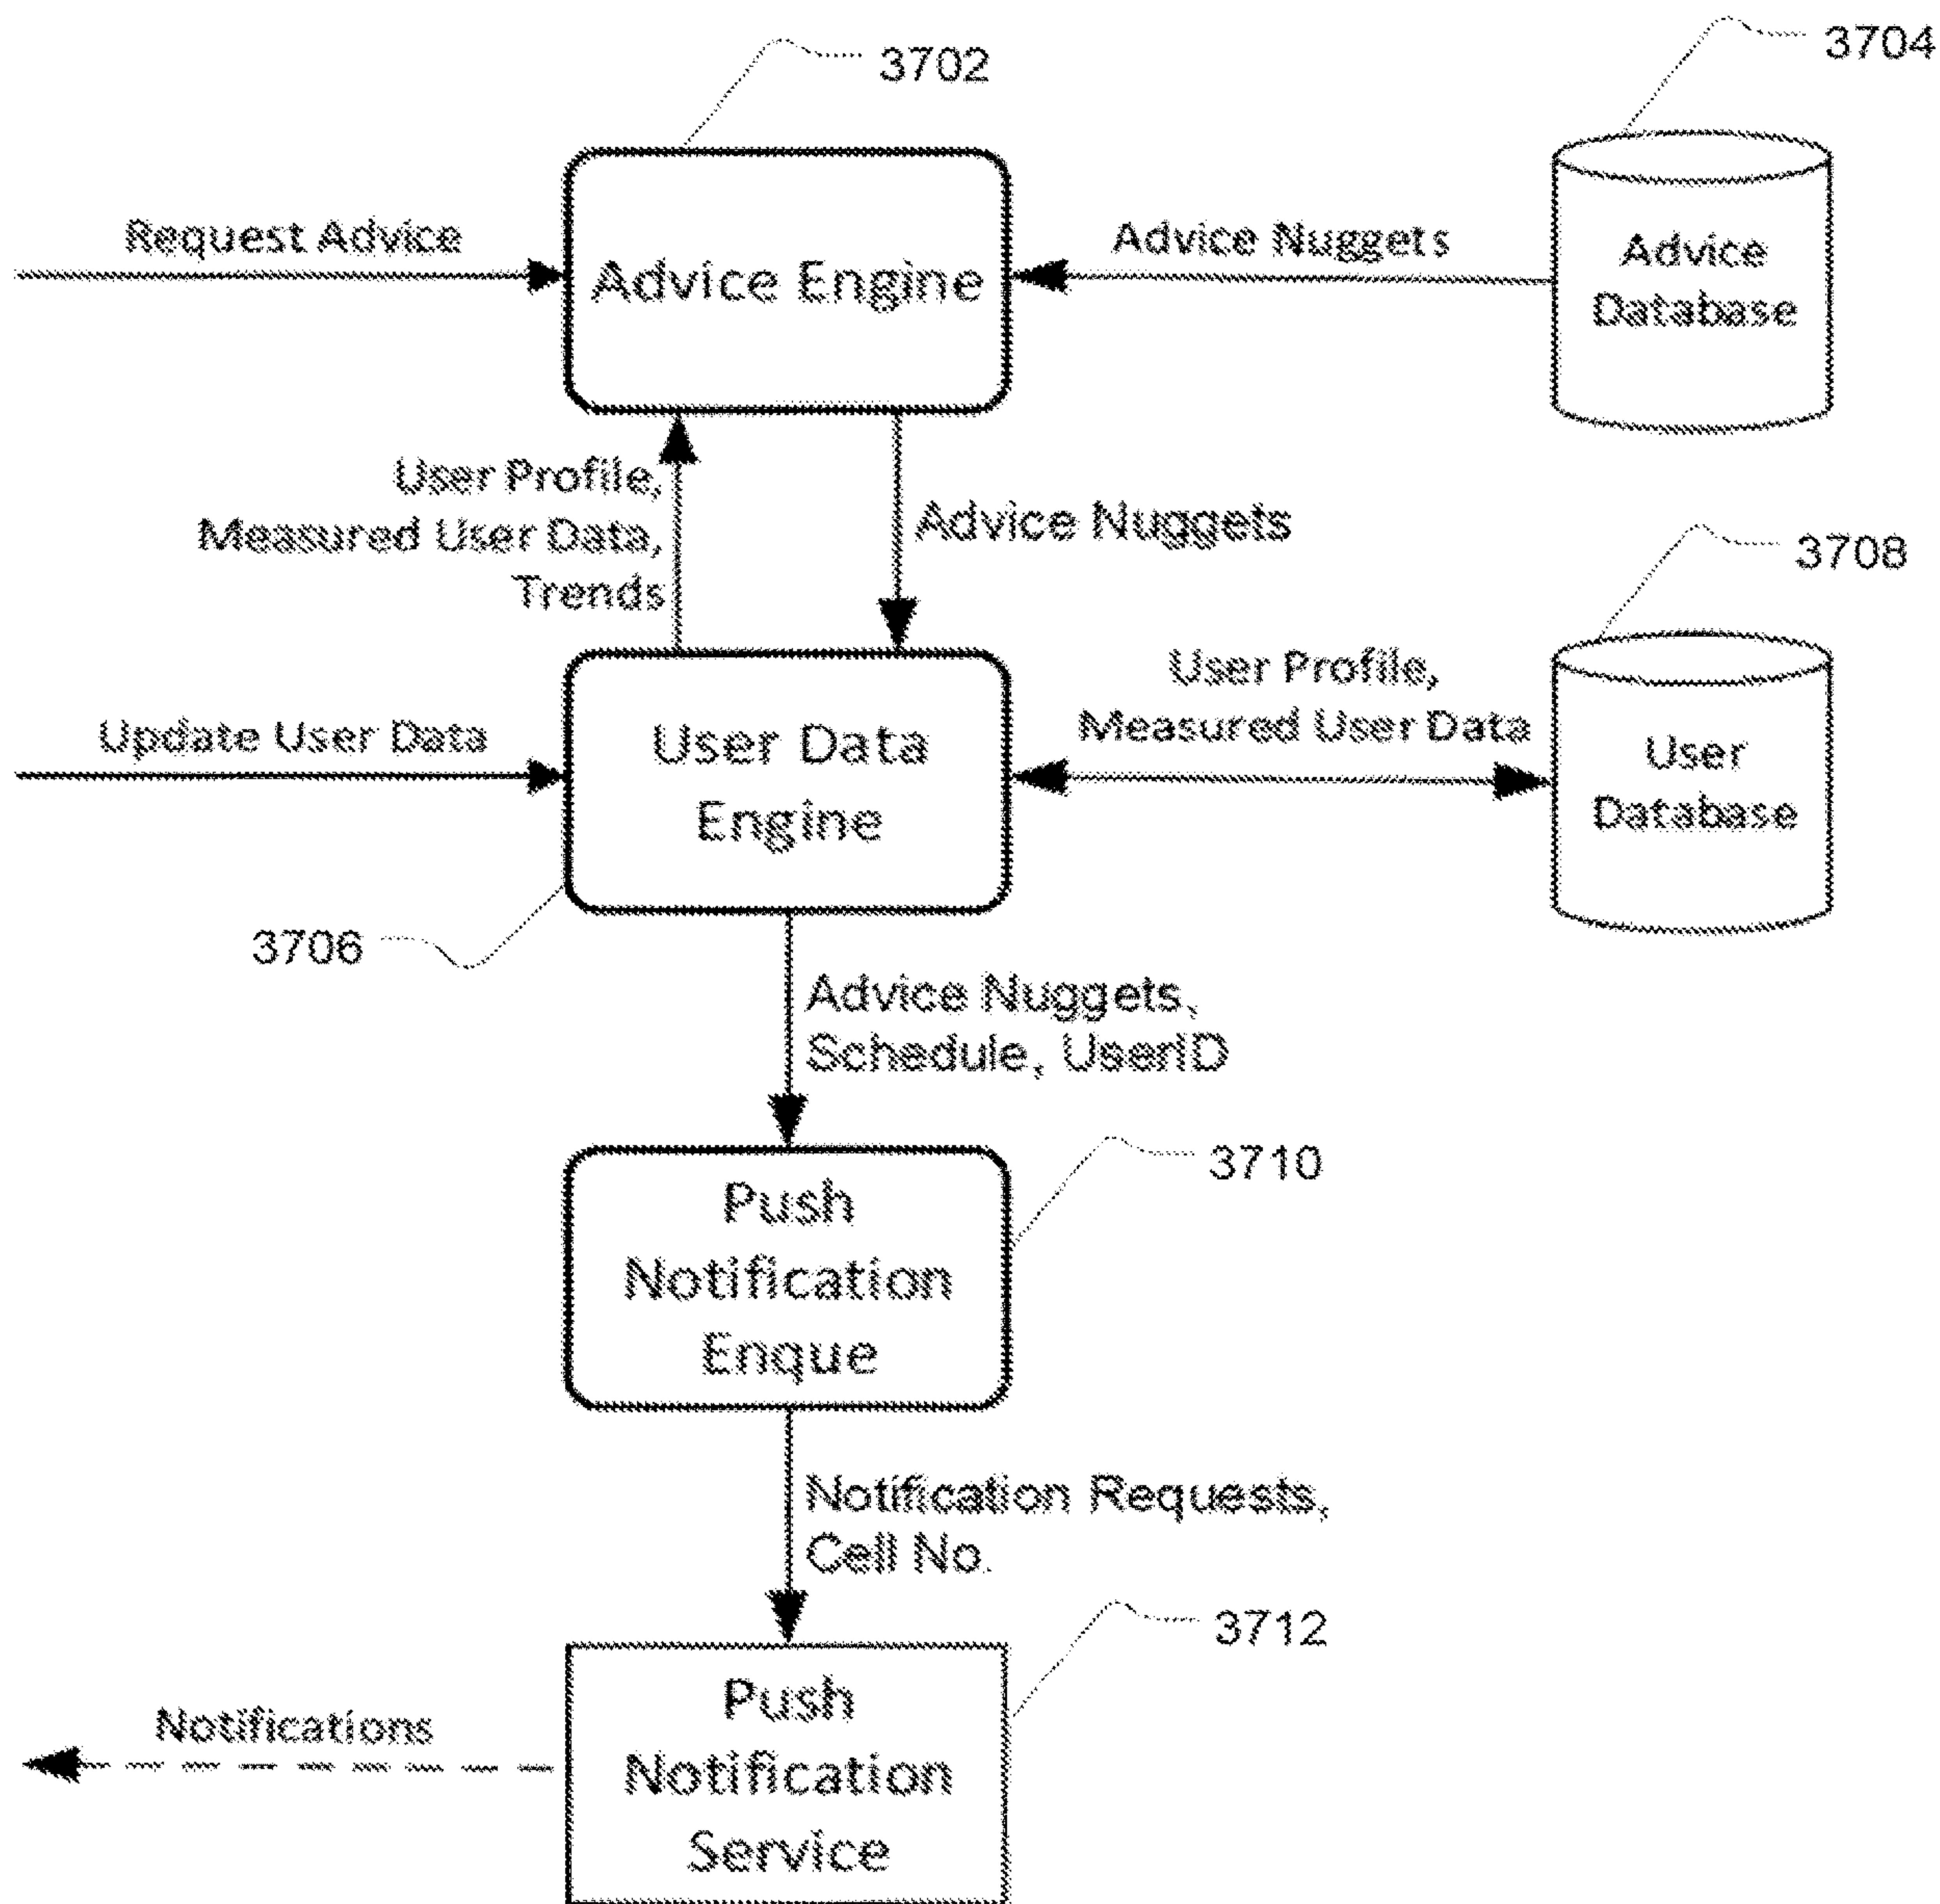 3702
3704
Request Advice
Advice Engine
Advice Nuggets
Advice
Database
User Profile,
Measured User Data,
Trends
Advice Nuggets
3708
Update User Data
User Data
Engine
User Profile,
Measured User Data
User
Database
3706
Advice Nuggets,
Schedule, UserID
3710
Push
Notification
Enque
Notification Requests,
Cell No.
3712
Notifications
Push
Notification
Service